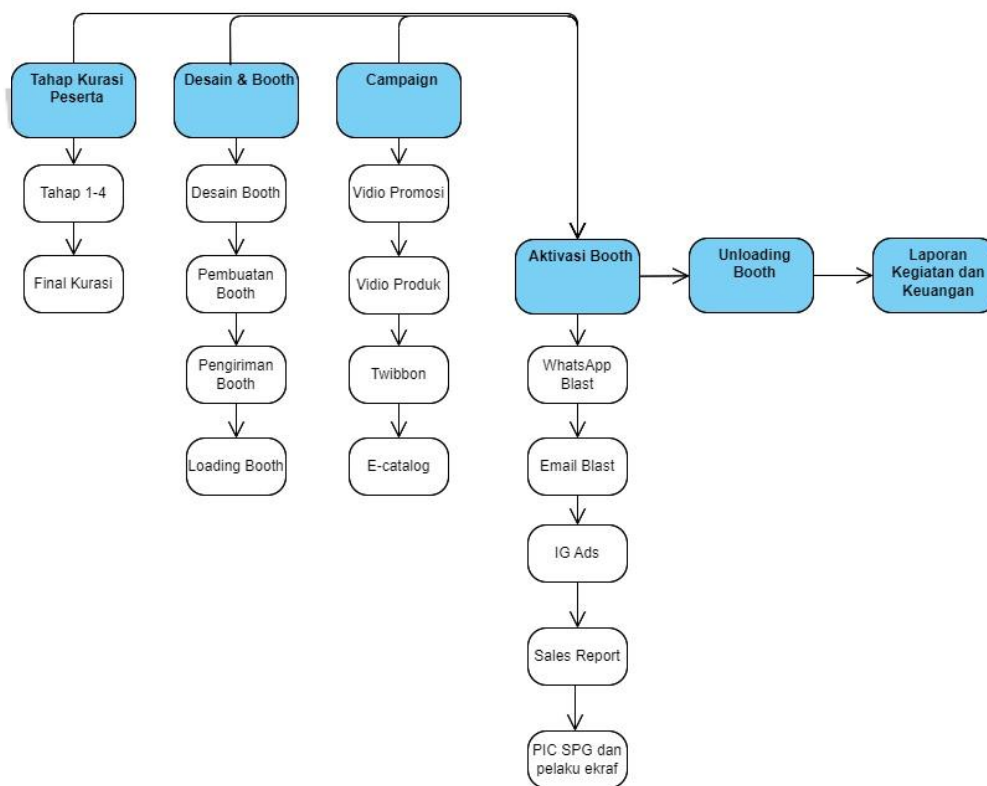 Tahap Kurasi
Peserta
Tahap 1-4
Final Kurasi
Desain & Booth
Desain Booth
Pembuatan
Booth
Pengiriman
Booth
Loading Booth
Campaign
Vidio Promosi
Vidio Produk
Twibbon
E-catalog
Aktivasi Booth
WhatsApp
Blast
Email Blast
IG Ads
Sales Report
PIC SPG dan
pelaku ekraf
Unloading
Booth
Laporan
Kegiatan dan
Keuangan